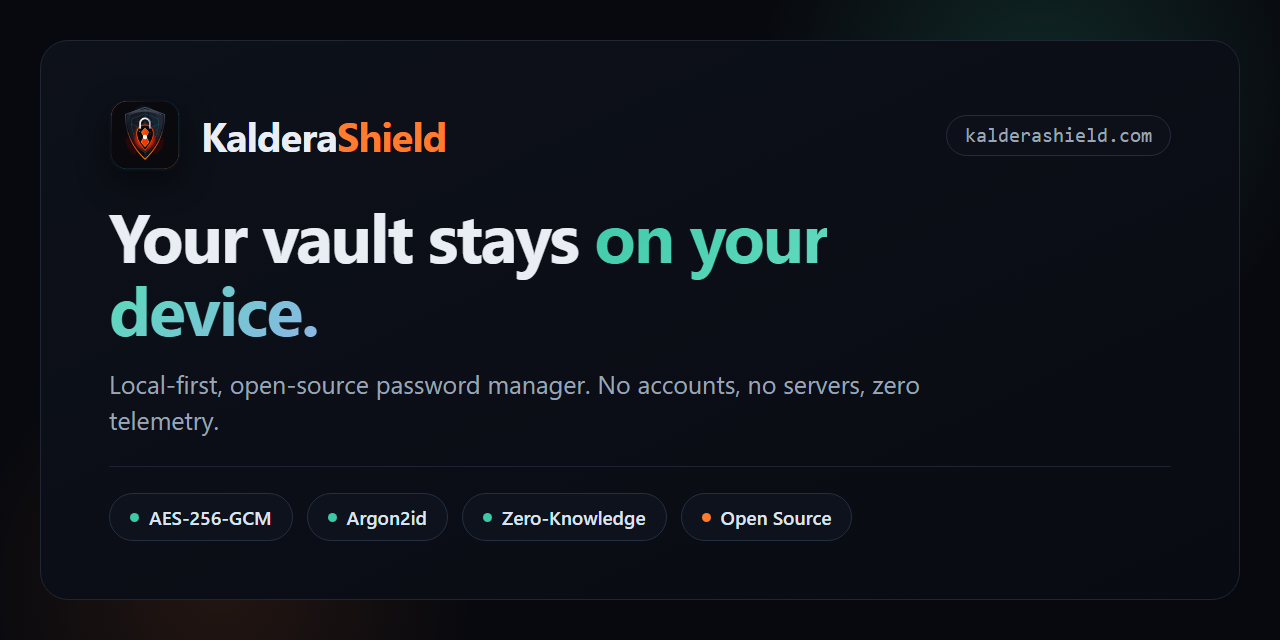 KalderaShield
kalderashield.com
Your vault stays on your
device.
Local-first, open-source password manager. No accounts, no servers, zero
telemetry.
AES-256-GCM
Argon2id
Zero-Knowledge
Open Source